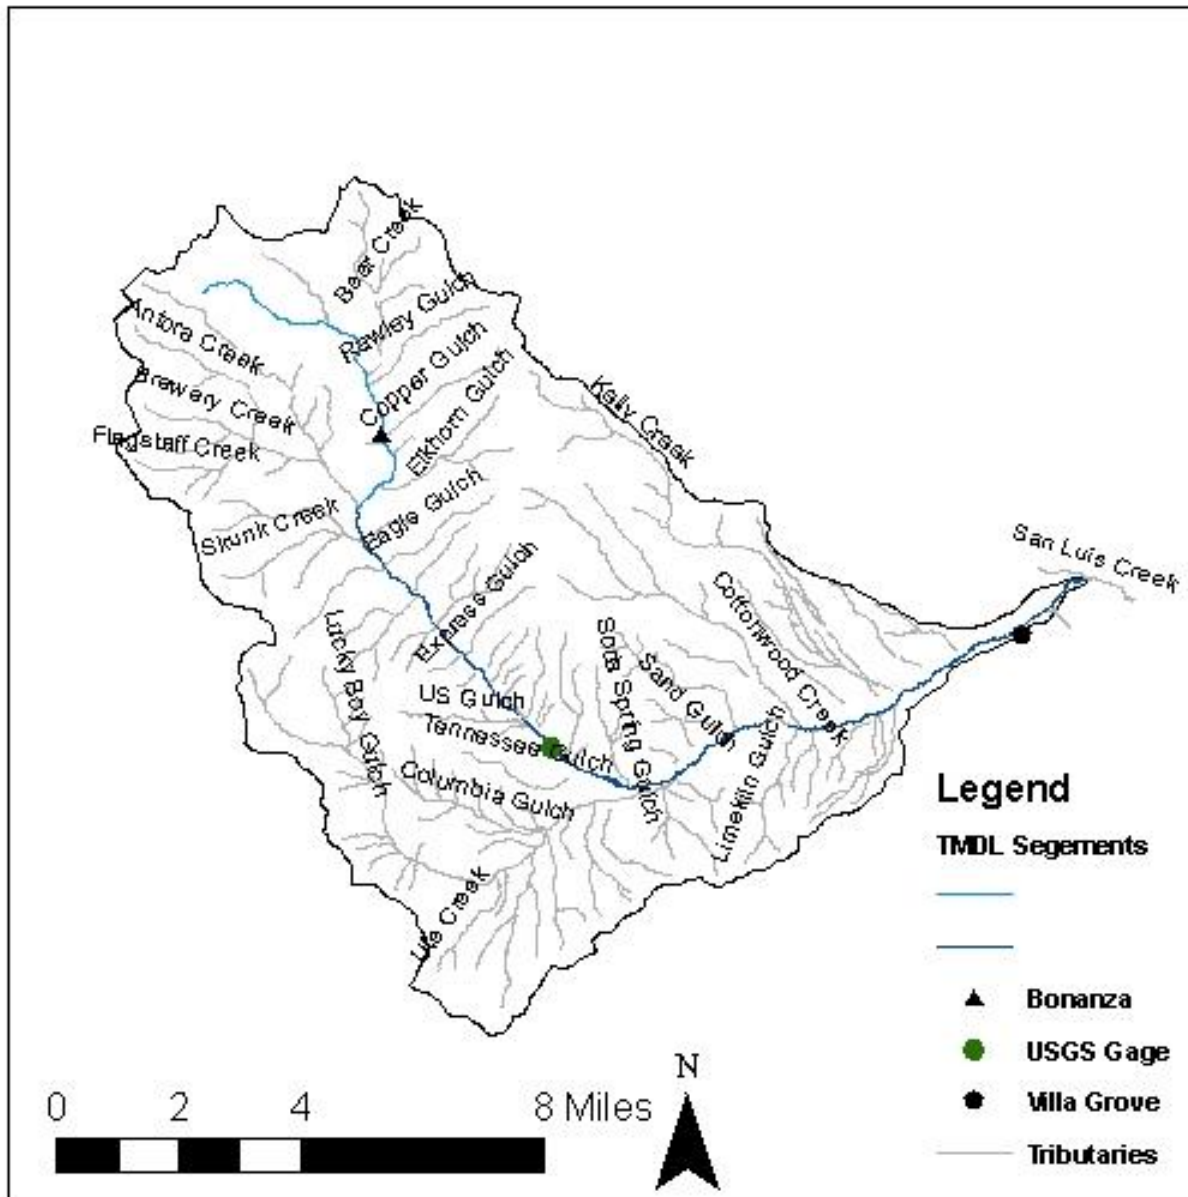 Bear Creek
Rawley Gulch
Antora Creek
Copper Gulch
Brewery Creek
Elkhorn Gulch
Kelly Creek
Flagstaff Creek
Eagle Gulch
Skunk Creek
San Luis Creek
Express Gulch
Cottonwood Creek
Lucky Boy Gulch
Soda Spring Gulch
Sand Gulch
US Gulch
Tennessee Gulch
Limekiln Gulch
Columbia Gulch
Ute Creek
Legend
TMDL Segements
Bonanza
USGS Gage
Villa Grove
Tributaries
N
0 2 4 8 Miles